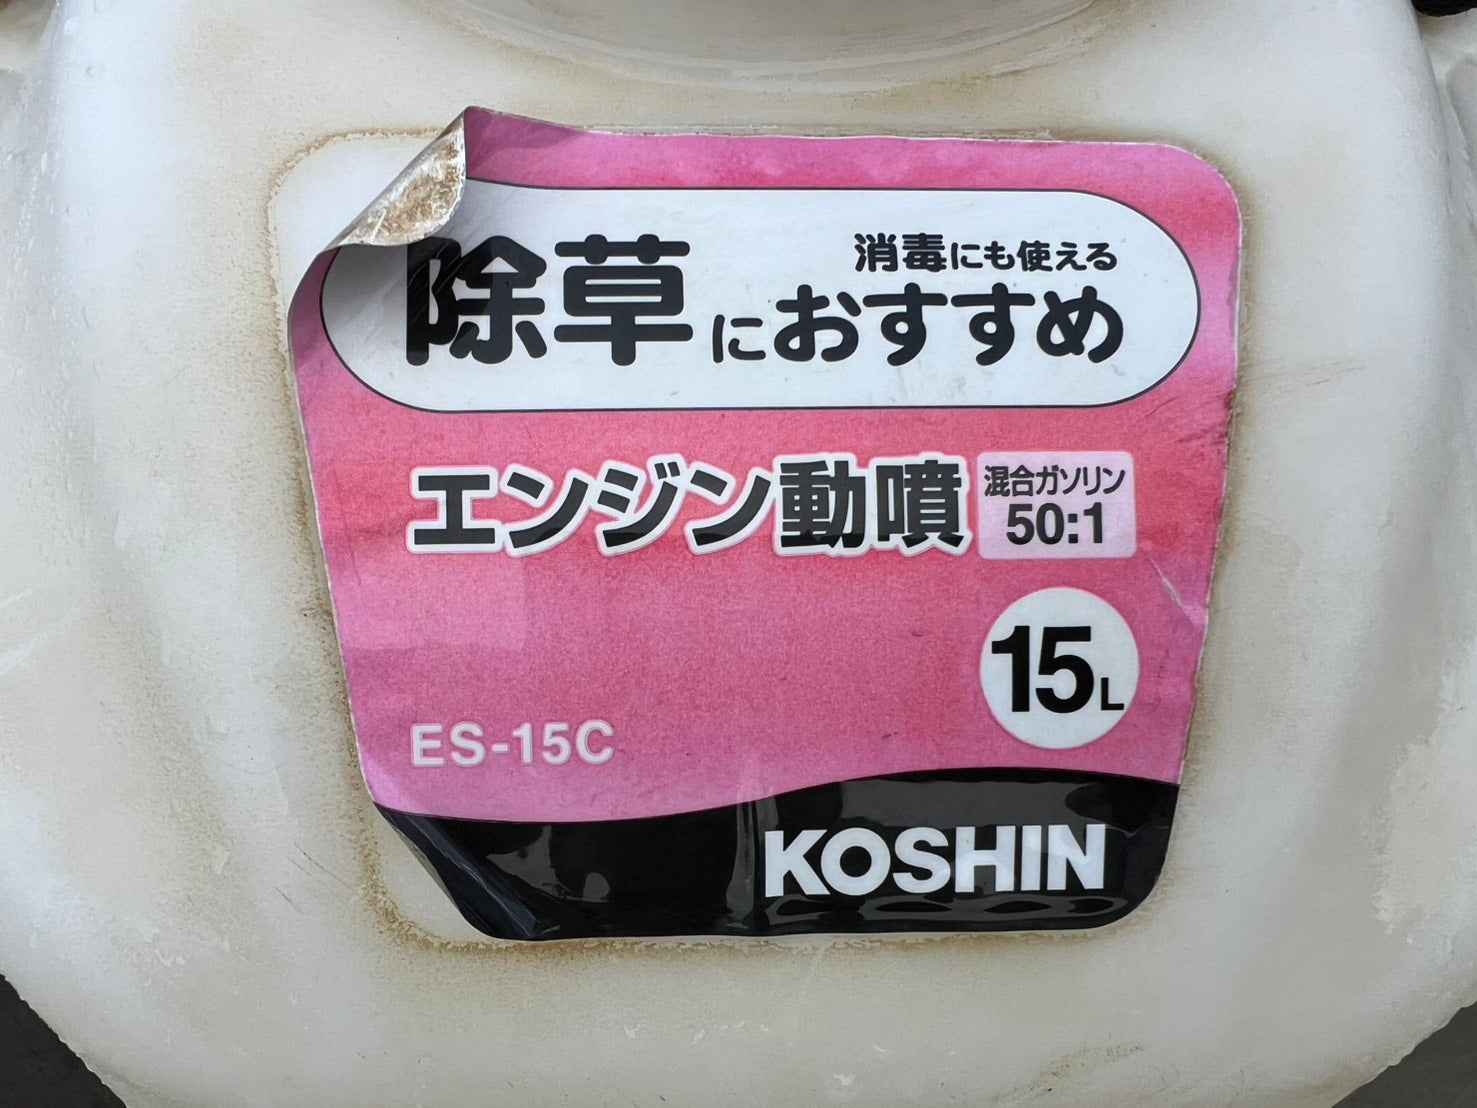 消毒にも使える
除草におすすめ
エンジン動噴
混合ガソリン
50:1
15L
ES-15C
KOSHIN